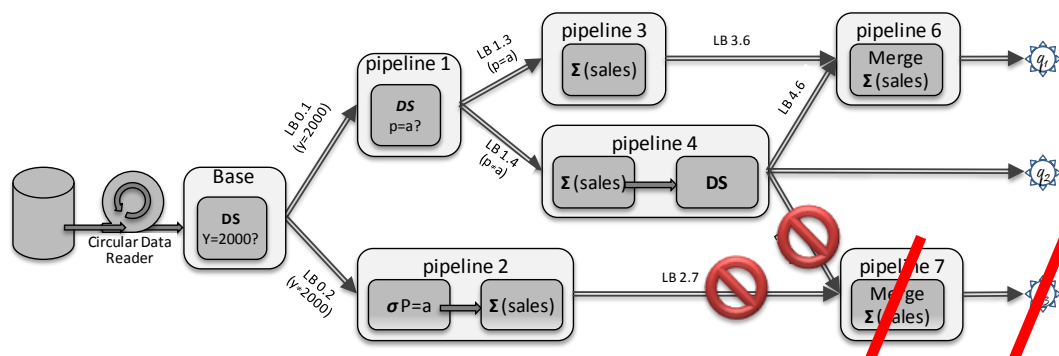 Circular Data
Reader
Base
DS
Y=2000?
LB 0.1
(y=2000)
LB 0.2
(y≠2000)
pipeline 1
DS
p=a?
LB 1.3
(p=a)
LB 1.4
(p≠a)
pipeline 2
σ P=a
Σ(sales)
pipeline 3
Σ(sales)
pipeline 4
Σ(sales)
DS
LB 3.6
LB 4.6
LB 2.7
pipeline 6
Merge
Σ(sales)
pipeline 7
Merge
Σ(sales)
q1
q2